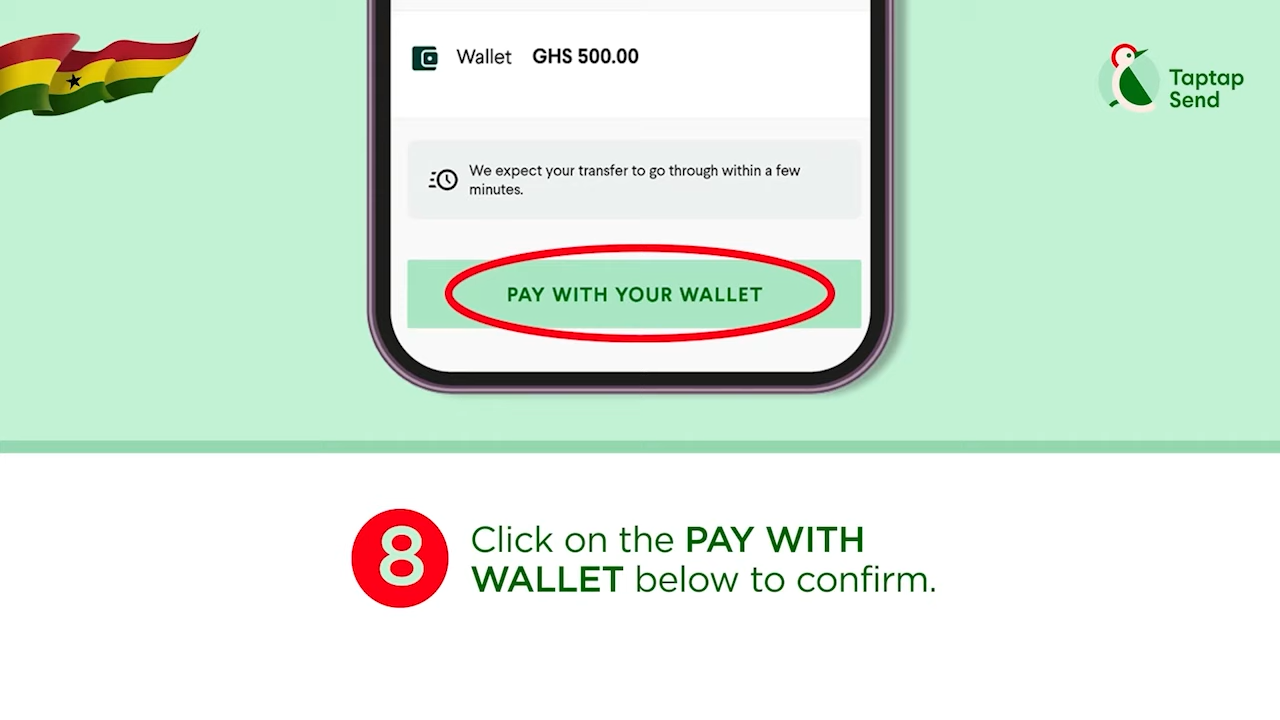 Wallet GHS 500.00
Taptap
Send
We expect your transfer to go through within a few
minutes.
PAY WITH YOUR WALLET
8
Click on the PAY WITH
WALLET below to confirm.